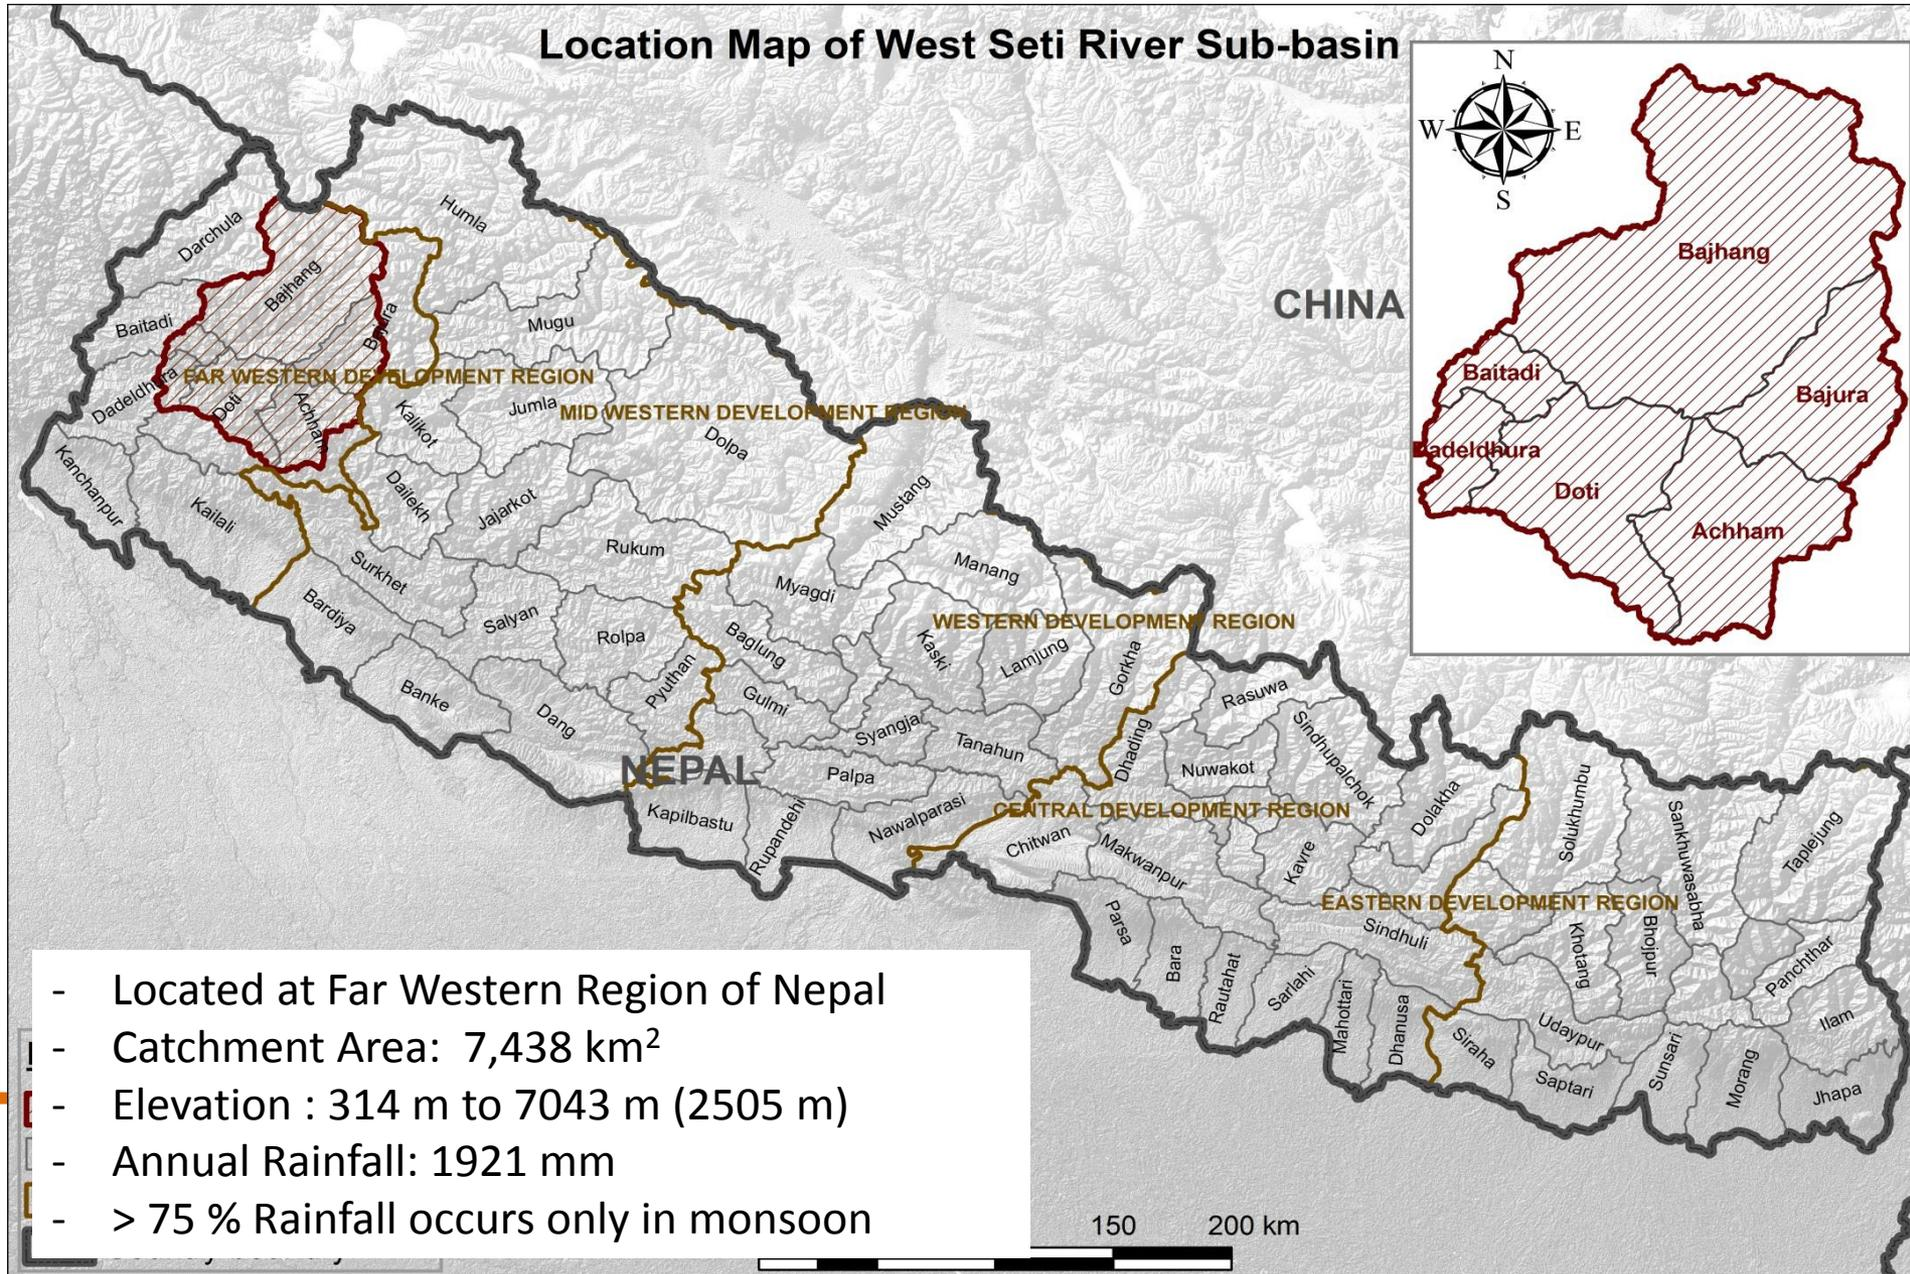 Location Map of West Seti River Sub-basin
N
W
E
S
Bajhang
Baitadi
Bajura
Dadeldhura
Doti
Achham
CHINA
Humla
Darchula
Bajhang
Baitadi
Bajura
Mugu
FAR WESTERN DEVELOPMENT REGION
Dadeldhura
Doti
Achham
Kalikot
Jumla
MID WESTERN DEVELOPMENT REGION
Dolpa
Kanchanpur
Kailali
Dailekh
Jajarkot
Mustang
Rukum
Surkhet
Manang
Myagdi
Bardiya
Salyan
Rolpa
WESTERN DEVELOPMENT REGION
Baglung
Kaski
Lamjung
Gorkha
Pyuthan
Banke
Gulmi
Rasuwa
Dang
Syangja
Tanahun
Dhading
Sindhupalchok
NEPAL
Palpa
Nuwakot
Kapilbastu
Rupandehi
Nawalparasi
CENTRAL DEVELOPMENT REGION
Dolakha
Solukhumbu
Sankhuwasabha
Taplejung
Chitwan
Makwanpur
Kavre
EASTERN DEVELOPMENT REGION
Parsa
Sindhuli
Khotang
Bhojpur
Bara
Panchthar
Rautahat
Sarlahi
Mahottari
Dhanusa
Siraha
Udaypur
Ilam
Saptari
Sunsari
Morang
Jhapa
- Located at Far Western Region of Nepal
- Catchment Area: 7,438 km²
- Elevation : 314 m to 7043 m (2505 m)
- Annual Rainfall: 1921 mm
- > 75 % Rainfall occurs only in monsoon
150 200 km